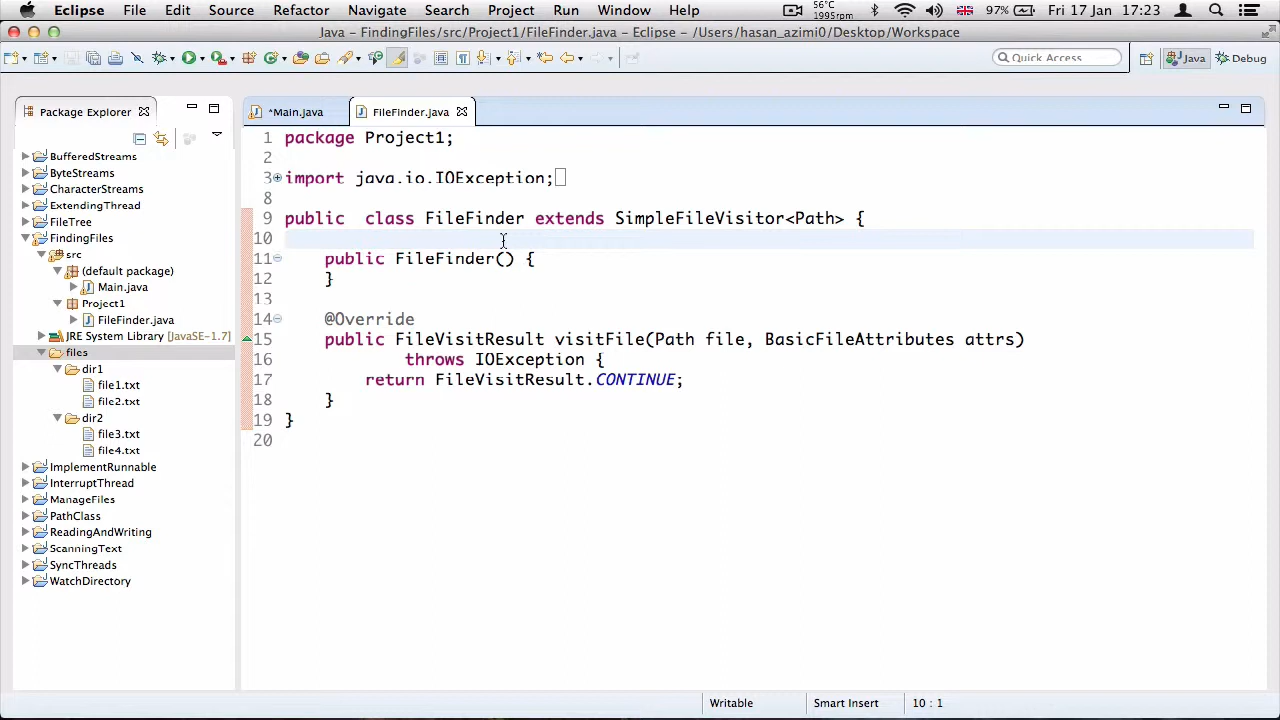 Eclipse File Edit Source Refactor Navigate Search Project Run Window Help 56°C 1995rpm 97% Fri 17 Jan 17:23
Java – FindingFiles/src/Project1/FileFinder.java – Eclipse – /Users/hasan_azimi0/Desktop/Workspace
Quick Access Java Debug
Package Explorer *Main.java FileFinder.java
BufferedStreams
ByteStreams
CharacterStreams
ExtendingThread
FileTree
FindingFiles
src
(default package)
Main.java
Project1
FileFinder.java
JRE System Library [JavaSE-1.7]
files
dir1
file1.txt
file2.txt
dir2
file3.txt
file4.txt
ImplementRunnable
InterruptThread
ManageFiles
PathClass
ReadingAndWriting
ScanningText
SyncThreads
WatchDirectory
1 package Project1;
2
3 import java.io.IOException;
8
9 public  class FileFinder extends SimpleFileVisitor<Path> {
10
11 public FileFinder() {
12 }
13
14 @Override
15 public FileVisitResult visitFile(Path file, BasicFileAttributes attrs)
16 throws IOException {
17 return FileVisitResult.CONTINUE;
18 }
19 }
20
Writable Smart Insert 10 : 1